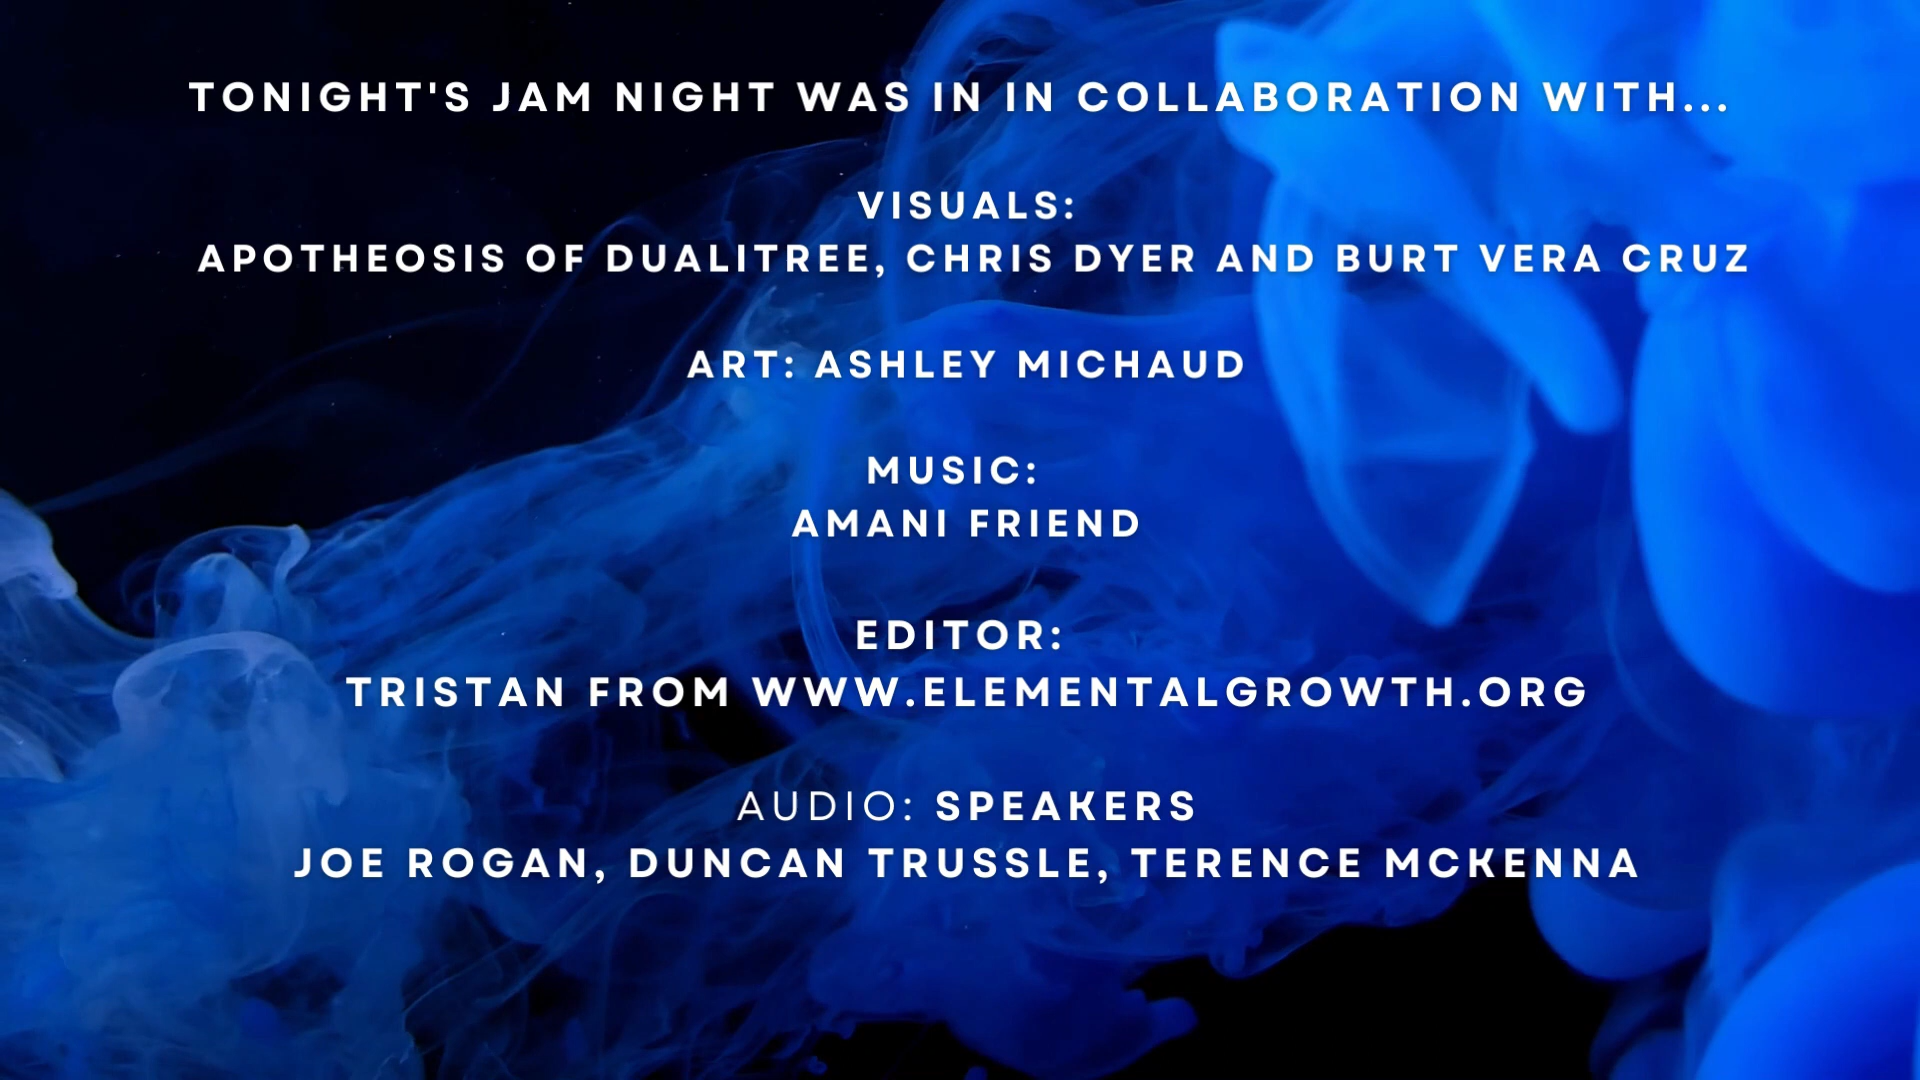 TONIGHT'S JAM NIGHT WAS IN IN COLLABORATION WITH...
VISUALS:
APOTHEOSIS OF DUALITREE, CHRIS DYER AND BURT VERA CRUZ
ART: ASHLEY MICHAUD
MUSIC:
AMANI FRIEND
EDITOR:
TRISTAN FROM WWW.ELEMENTALGROWTH.ORG
AUDIO: SPEAKERS
JOE ROGAN, DUNCAN TRUSSLE, TERENCE MCKENNA